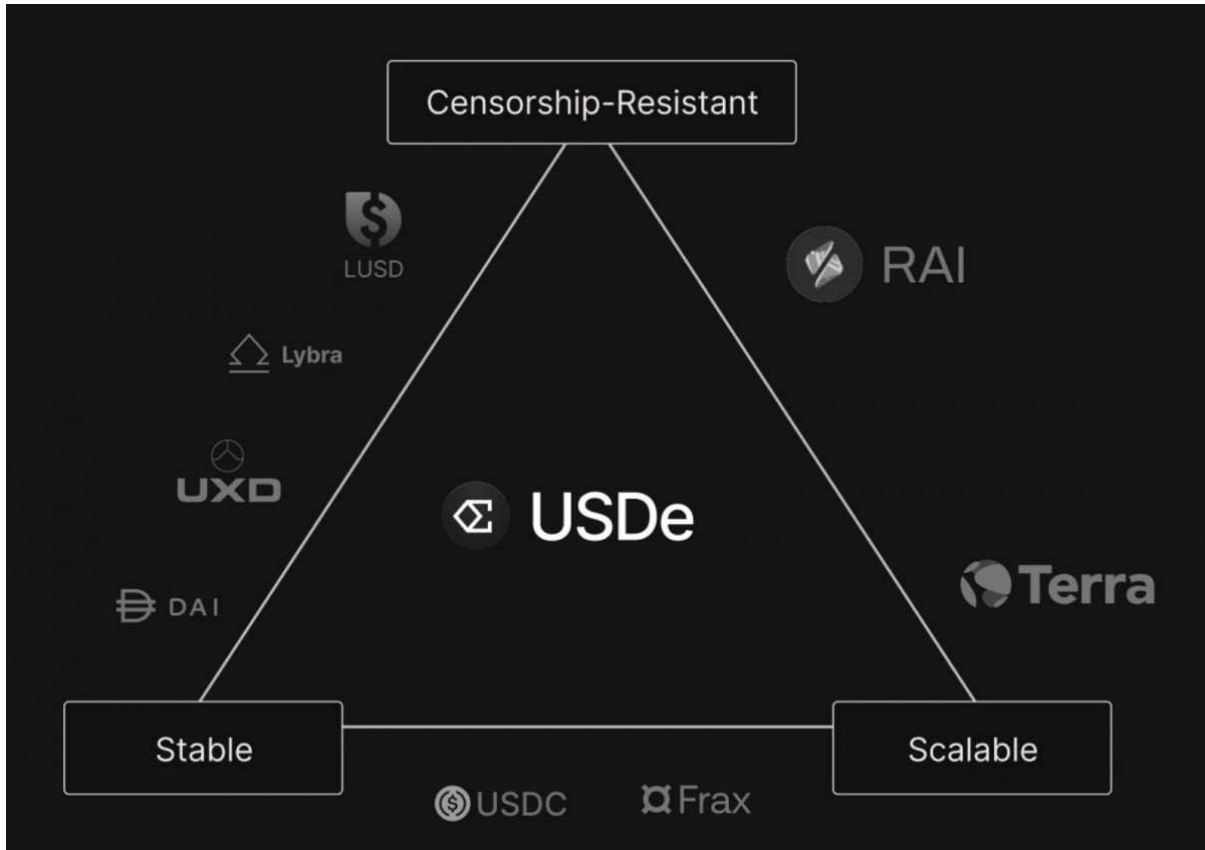 Censorship-Resistant
LUSD
RAI
Lybra
UXD
USDe
DAI
Terra
Stable
Scalable
USDC
Frax